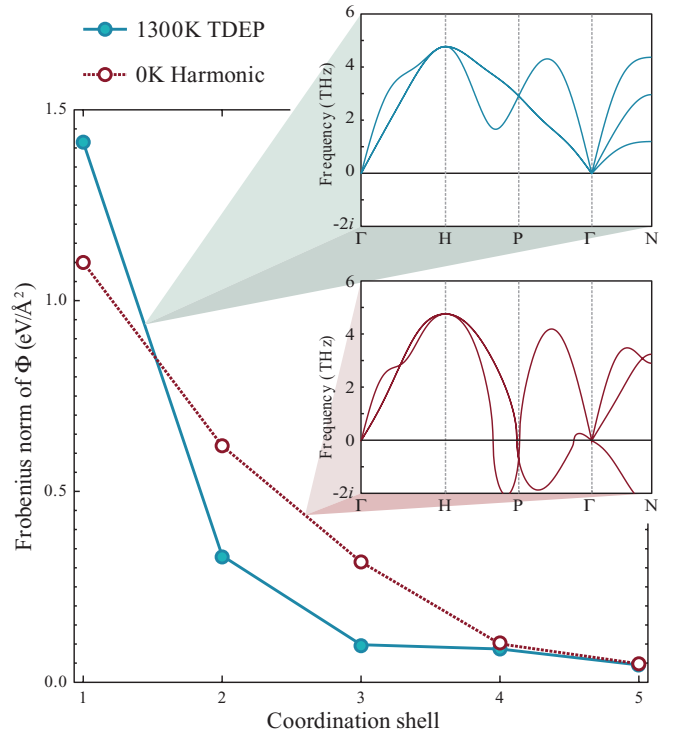 1300K TDEP
0K Harmonic
Frobenius norm of Φ (eV/Å²)
1.5
1.0
0.5
0.0
1
2
3
4
5
Coordination shell
Frequency (THz)
6
4
2
0
-2i
Γ
H
P
Γ
N
Frequency (THz)
6
4
2
0
-2i
Γ
H
P
Γ
N